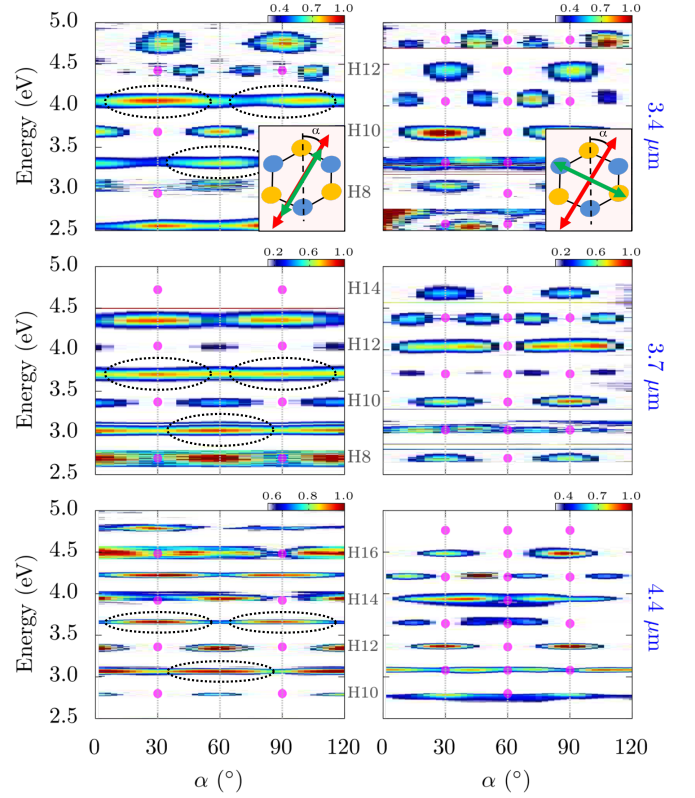 0.4 0.7 1.0
0.4 0.7 1.0
5.0
4.5
4.0
3.5
3.0
2.5
Energy (eV)
H12
H10
H8
α
α
3.4 μm
0.2 0.6 1.0
0.2 0.6 1.0
5.0
4.5
4.0
3.5
3.0
2.5
Energy (eV)
H14
H12
H10
H8
3.7 μm
0.6 0.8 1.0
0.4 0.7 1.0
5.0
4.5
4.0
3.5
3.0
2.5
Energy (eV)
H16
H14
H12
H10
4.4 μm
0 30 60 90 120
0 30 60 90 120
α (°)
α (°)